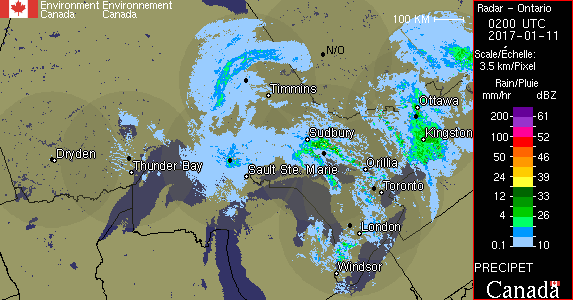 Environment Environnement
Canada Canada
100 KM
N/O
Timmins
Ottawa
Sudbury
Kingston
Dryden
Thunder Bay
Sault Ste. Marie
Orillia
Toronto
London
Windsor
Radar - Ontario
0200 UTC
2017-01-11
Scale/Échelle:
3.5 km/Pixel
Rain/Pluie
mm/hr dBZ
200 61
100 52
50 46
24 39
12 33
4 26
0.1 10
PRECIPET
Canada